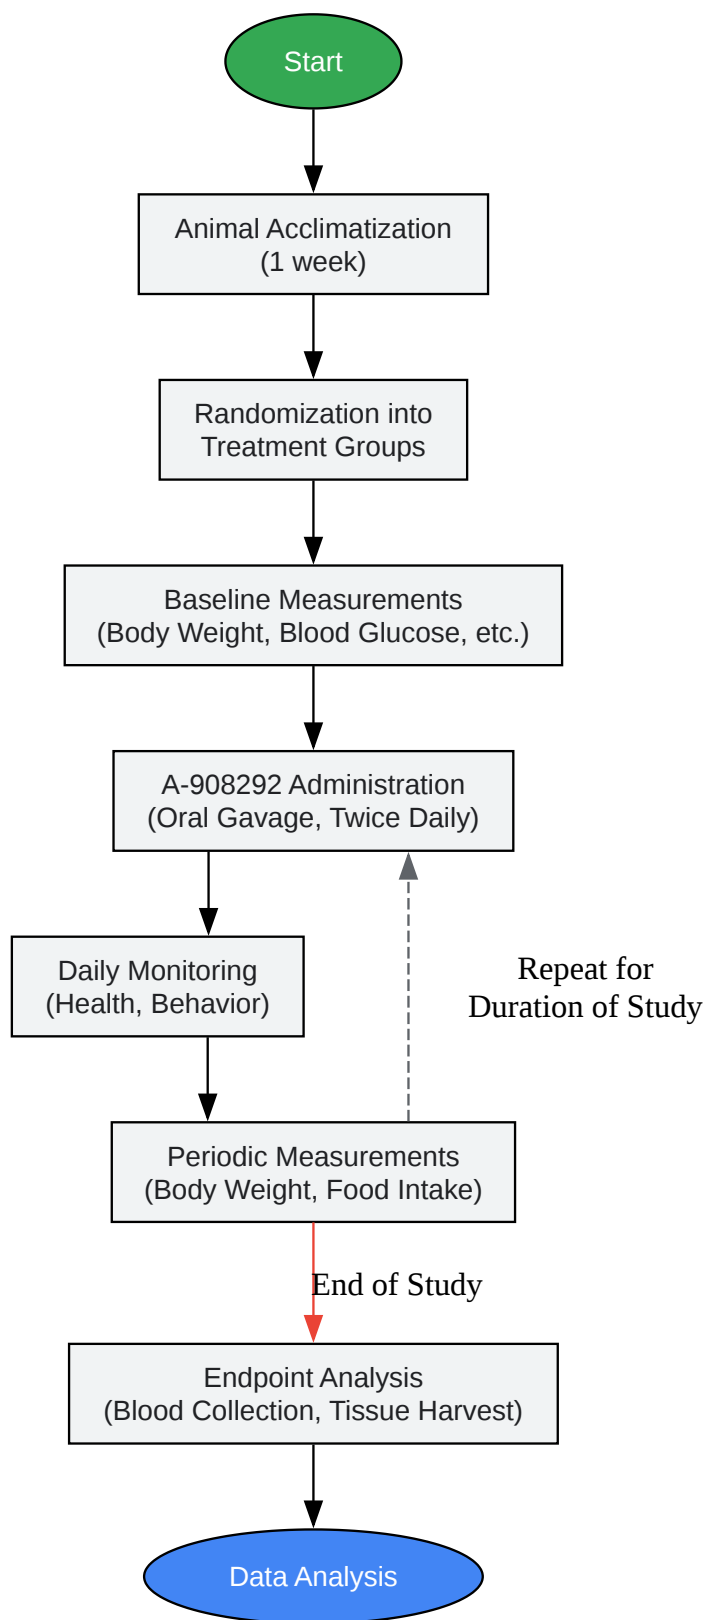 Start
Animal Acclimatization
(1 week)
Randomization into
Treatment Groups
Baseline Measurements
(Body Weight, Blood Glucose, etc.)
A-908292 Administration
(Oral Gavage, Twice Daily)
Daily Monitoring
(Health, Behavior)
Repeat for
Duration of Study
Periodic Measurements
(Body Weight, Food Intake)
End of Study
Endpoint Analysis
(Blood Collection, Tissue Harvest)
Data Analysis